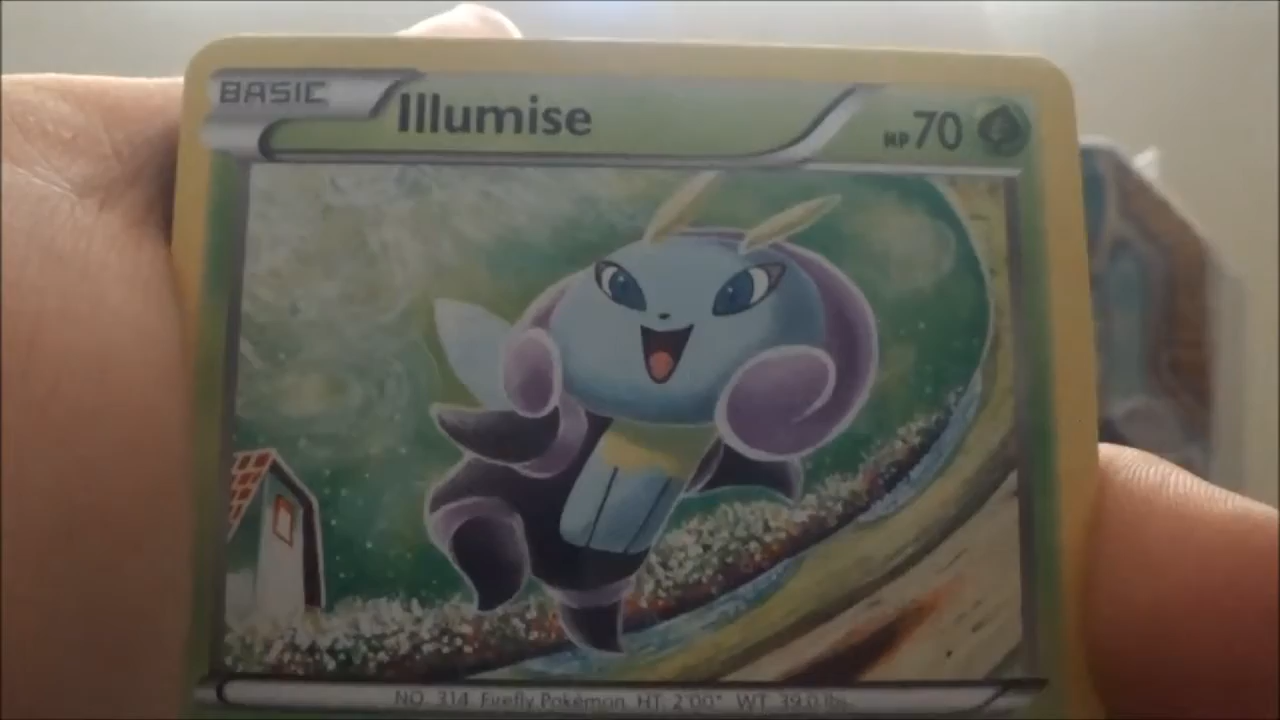 BASIC Illumise HP 70
NO. 314 Firefly Pokémon HT: 2'00" WT: 39.0 lbs.